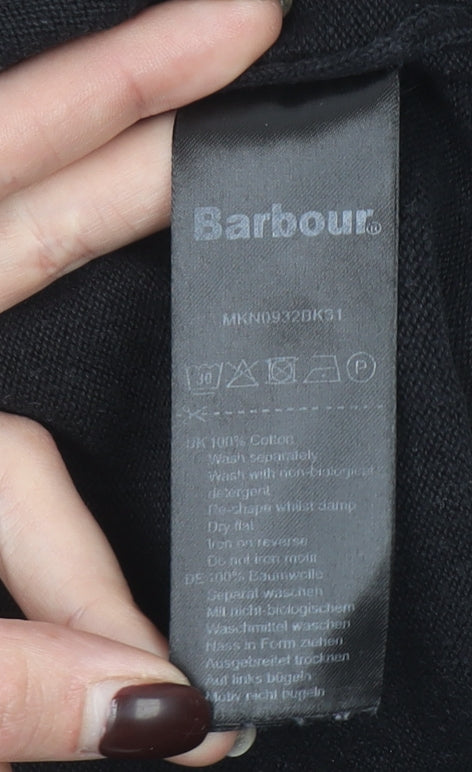 Barbour®
MKN0932BK31
30 P
UK 100% Cotton
Wash separately
Wash with non-biological
detergent
Re-shape whilst damp
Dry flat
Iron on reverse
Do not iron motif
DE 100% Baumwolle
Separat waschen
Mit nicht-biologischem
Waschmittel waschen
Nass in Form ziehen
Ausgebreitet trocknen
Auf links bügeln
Motiv nicht bügeln